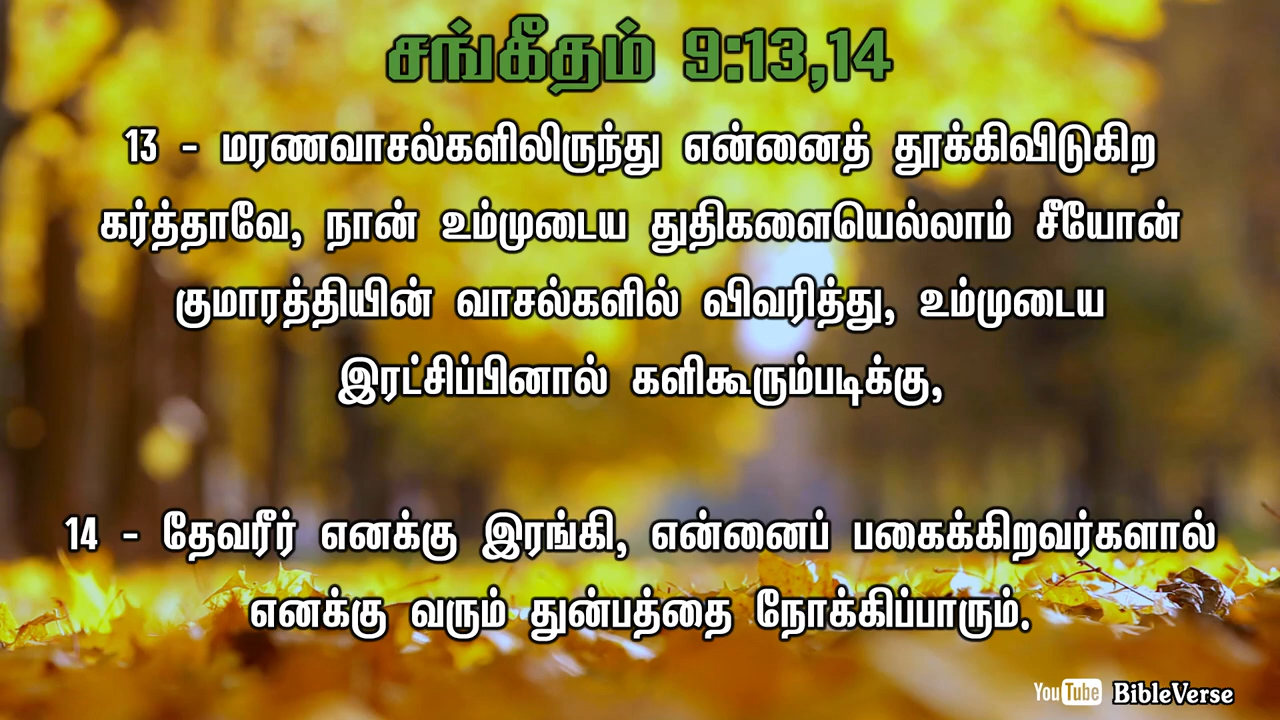 சங்கீதம் 9:13,14
13 - மரணவாசல்களிலிருந்து என்னைத் தூக்கிவிடுகிற
கர்த்தாவே, நான் உம்முடைய துதிகளையெல்லாம் சீயோன்
குமாரத்தியின் வாசல்களில் விவரித்து, உம்முடைய
இரட்சிப்பினால் களிகூரும்படிக்கு,
14 - தேவரீர் எனக்கு இரங்கி, என்னைப் பகைக்கிறவர்களால்
எனக்கு வரும் துன்பத்தை நோக்கிப்பாரும்.
YouTube BibleVerse